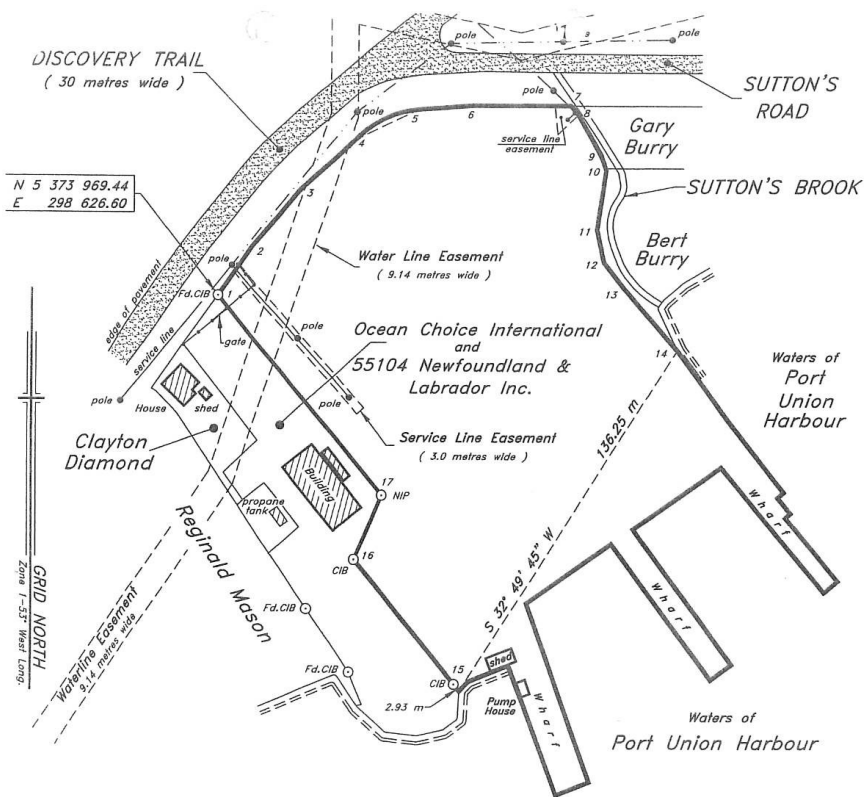 pole
pole
DISCOVERY TRAIL
( 30 metres wide )
pole
SUTTON'S
ROAD
pole
7
8
6
5
4
service line
easement
Gary
Burry
9
10
3
N 5 373 969.44
E 298 626.60
SUTTON'S BROOK
11
Bert
Burry
12
2
pole
Water Line Easement
( 9.14 metres wide )
13
Fd.CIB
1
edge of pavement
service line
gate
pole
Ocean Choice International
and
55104 Newfoundland &
Labrador Inc.
14
Waters of
Port
Union
Harbour
pole
House
shed
pole
136.25 m
Clayton
Diamond
Service Line Easement
( 3.0 metres wide )
Building
17
NIP
propane
tank
Wharf
Reginald Mason
16
CIB
S 32° 49' 45" W
Wharf
GRID NORTH
Zone 1-53° West Long.
Fd.CIB
Waterline Easement
9.14 metres wide
Fd.CIB
15
CIB
shed
2.93 m
Pump
House
Wharf
Waters of
Port Union Harbour